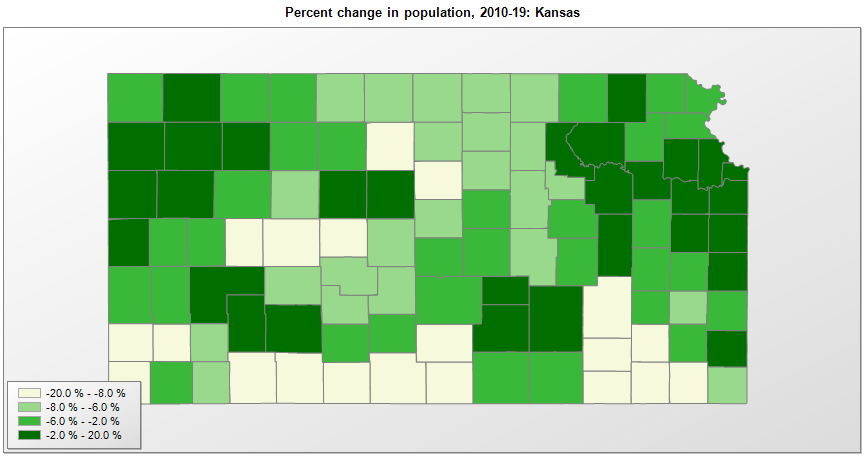 Percent change in population, 2010-19: Kansas
-20.0 % - -8.0 %
-8.0 % - -6.0 %
-6.0 % - -2.0 %
-2.0 % - 20.0 %